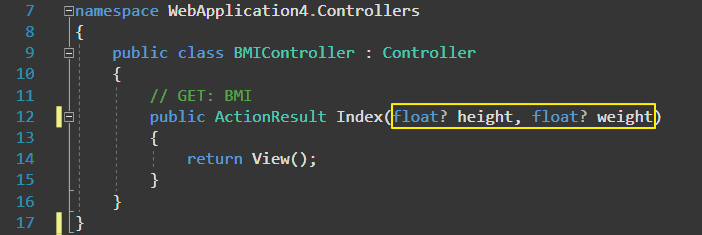 7 namespace WebApplication4.Controllers
8 {
9 public class BMIController : Controller
10 {
11 // GET: BMI
12 public ActionResult Index(float? height, float? weight)
13 {
14 return View();
15 }
16 }
17 }